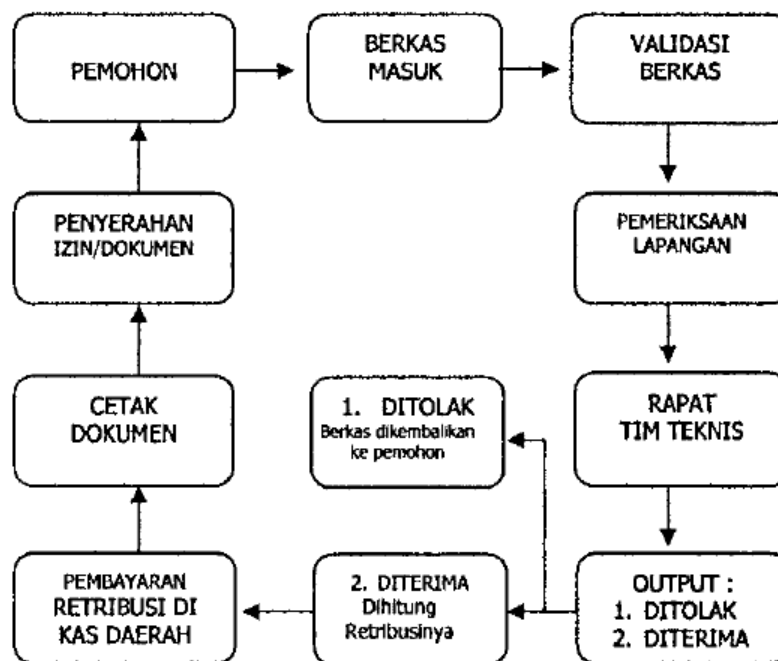 PEMOHON
BERKAS
MASUK
VALIDASI
BERKAS
PENYERAHAN
IZIN/DOKUMEN
PEMERIKSAAN
LAPANGAN
CETAK
DOKUMEN
1. DITOLAK
Berkas dikembalikan
ke pemohon
RAPAT
TIM TEKNIS
PEMBAYARAN
RETRIBUSI DI
KAS DAERAH
2. DITERIMA
Dihitung
Retribusinya
OUTPUT :
1. DITOLAK
2. DITERIMA